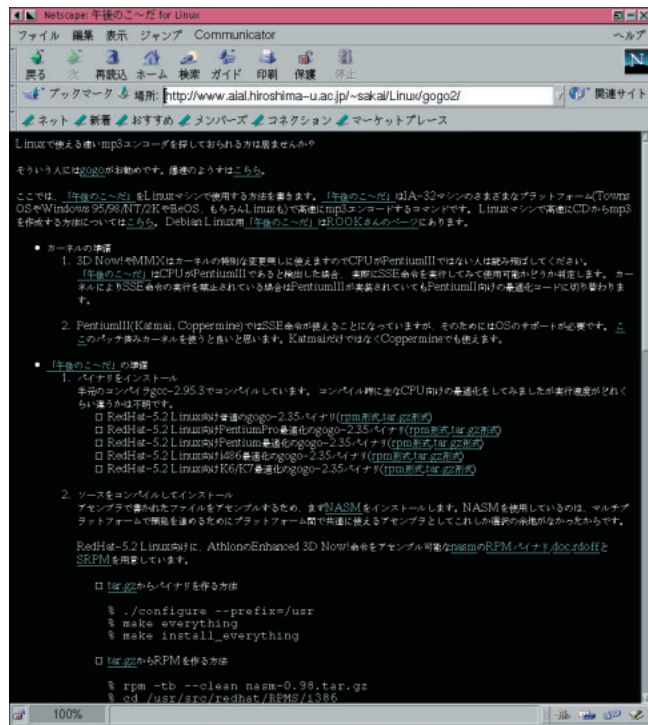 Netscape: 午後のこ～だ for Linux
ファイル 編集 表示 ジャンプ Communicator ヘルプ
戻る 次 再読込 ホーム 検索 ガイド 印刷 保護 停止
ブックマーク 場所: http://www.aial.hiroshima-u.ac.jp/~sakai/Linux/gogo2/ 関連サイト
ネット 新着 おすすめ メンバーズ コネクション マーケットプレース
Linuxで使える速いmp3エンコーダを探しておられる方は居ませんか?
そういう人にはgogoがお勧めです。爆速のようすはこちら。
ここでは、「午後のこ～だ」をLinuxマシンで使用する方法を書きます。「午後のこ～だ」はIA-32マシンのさまざまなプラットフォーム(Towns
OSやWindows 95/98/NT/2KやBeOS、もちろんLinuxも)で高速にmp3エンコードするコマンドです。Linuxマシンで高速にCDからmp3
を作成する方法についてはこちら。Debian Linux用「午後のこ～だ」はROOKさんのページにあります。
● カーネルの準備
1. 3D Now!やMMXはカーネルの特別な変更無しに使えますのでCPUがPentiumIIIではない人は読み飛ばしてください。
「午後のこ～だ」はCPUがPentiumIIIであると検出した場合、実際にSSE命令を実行してみて使用可能かどうか判定します。カー
ネルによりSSE命令の実行を禁止されている場合はPentiumIIIが実装されていてもPentiumII向けの最適化コードに切り替わりま
す。
2. PentiumIII(Katmai, Coppermine)ではSSE命令が使えることになっていますが、そのためにはOSのサポートが必要です。こ
このパッチ済みカーネルを使うと良いと思います。KatmaiだけではなくCoppermineでも使えます。
● 「午後のこ～だ」の準備
1. バイナリをインストール
手元のコンパイラgcc-2.95.3でコンパイルしています。コンパイル時に主なCPU向けの最適化をしてみましたが実行速度がどれく
らい違うかは不明です。
□ RedHat-5.2 Linux向け普通のgogo-2.35バイナリ(rpm形式,tar.gz形式)
□ RedHat-5.2 Linux向けPentiumPro最適化のgogo-2.35バイナリ(rpm形式,tar.gz形式)
□ RedHat-5.2 Linux向けPentium最適化のgogo-2.35バイナリ(rpm形式,tar.gz形式)
□ RedHat-5.2 Linux向けi486最適化のgogo-2.35バイナリ(rpm形式,tar.gz形式)
□ RedHat-5.2 Linux向けK6/K7最適化のgogo-2.35バイナリ(rpm形式,tar.gz形式)
2. ソースをコンパイルしてインストール
アセンブラで書かれたファイルをアセンブルするため、まずNASMをインストールします。NASMを使用しているのは、マルチプ
ラットフォームで開発を進めるためにプラットフォーム間で共通に使えるアセンブラとしてこれしか選択の余地がなかったからです。
RedHat-5.2 Linux向けに、AthlonのEnhanced 3D Now!命令をアセンブル可能なnasmのRPMバイナリ,doc,rdoffと
SRPMを用意しています。
□ tar.gzからバイナリを作る方法
% ./configure --prefix=/usr
% make everything
% make install_everything
□ tar.gzからRPMを作る方法
% rpm -tb --clean nasm-0.98.tar.gz
% cd /usr/src/redhat/RPMS/i386
100%